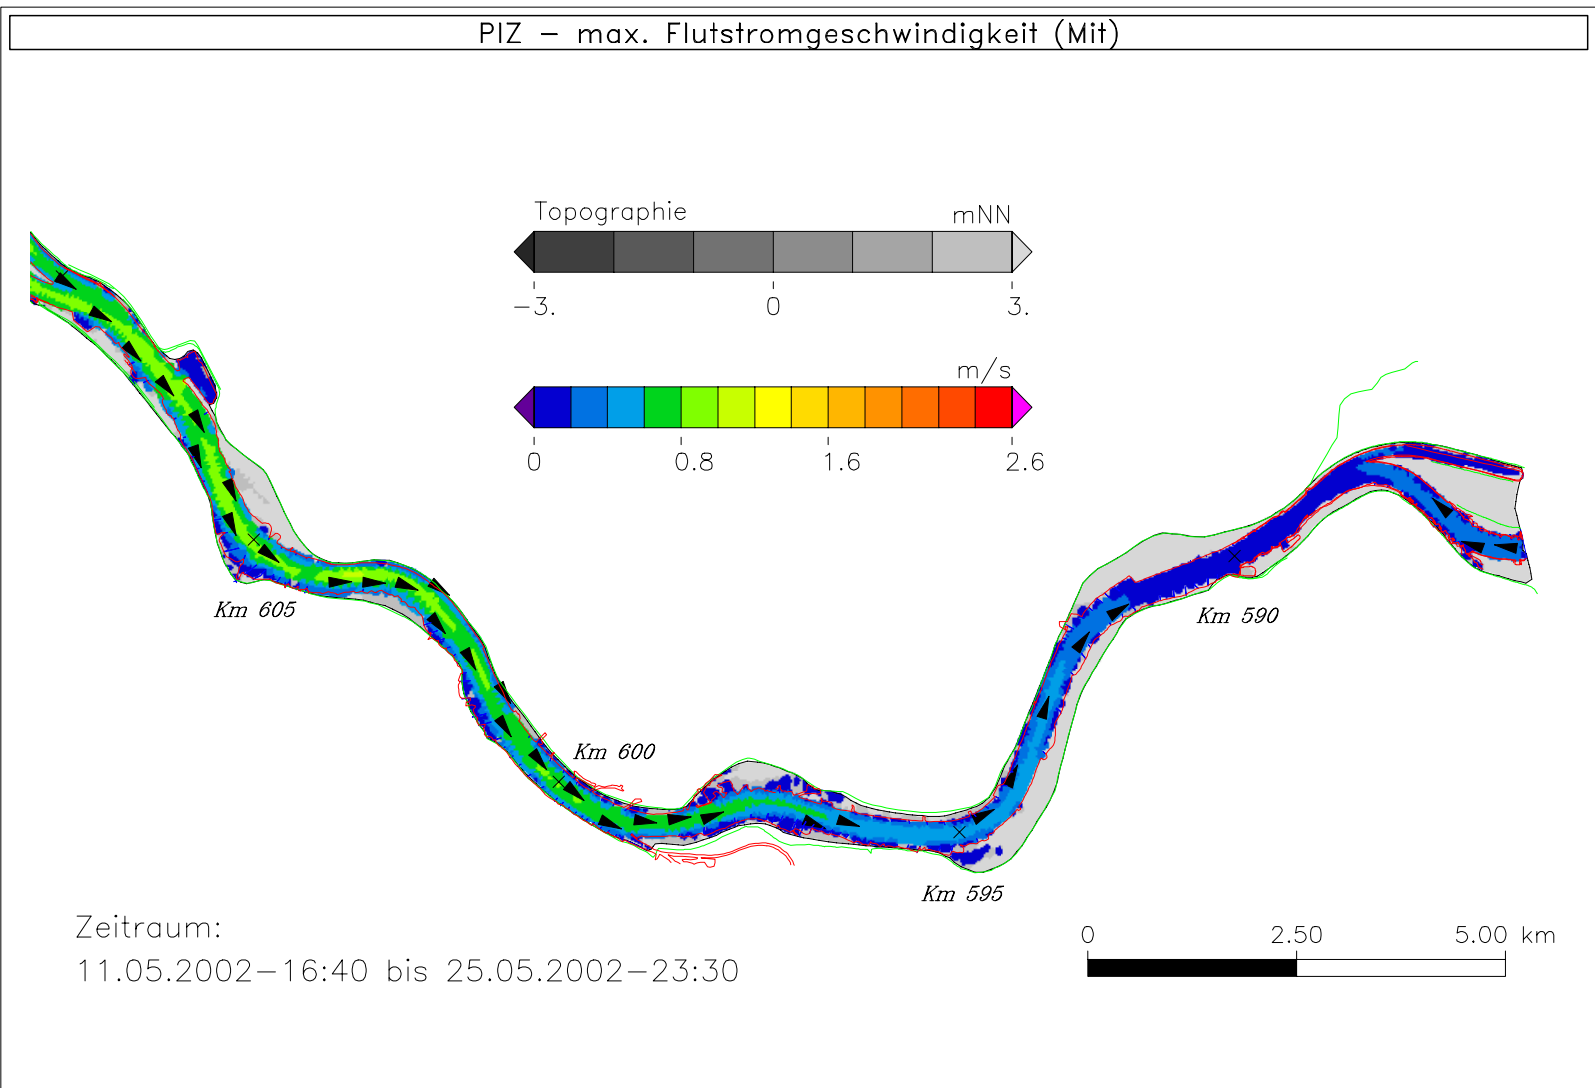 PIZ - max. Flutstromgeschwindigkeit (Mit)
Topographie mNN
-3. 0 3.
m/s
0 0.8 1.6 2.6
Km 605
Km 590
Km 600
Km 595
Zeitraum:
11.05.2002-16:40 bis 25.05.2002-23:30
0 2.50 5.00 km